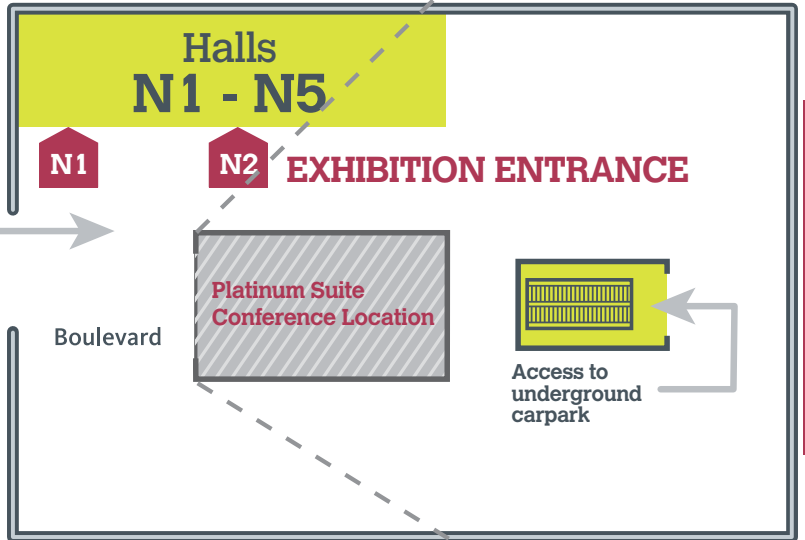 Halls
N1 - N5
N1
N2
EXHIBITION ENTRANCE
Platinum Suite
Conference Location
Boulevard
Access to
underground
carpark